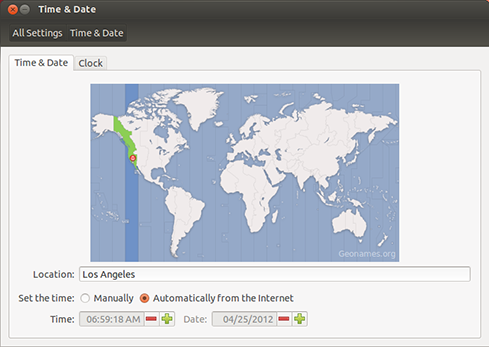 Time & Date
All Settings Time & Date
Time & Date Clock
Geonames.org
Location: Los Angeles
Set the time: Manually Automatically from the Internet
Time: 06:59:18 AM Date: 04/25/2012